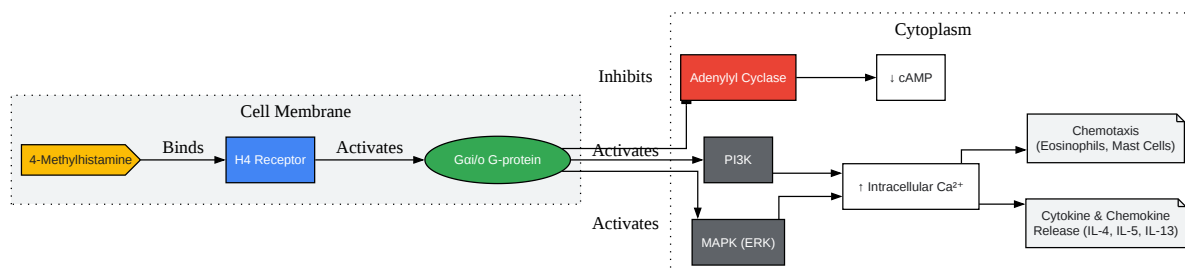 Cell Membrane
4-Methylhistamine
Binds
H4 Receptor
Activates
Gαi/o G-protein
Inhibits
Activates
Activates
Cytoplasm
Adenylyl Cyclase
↓ cAMP
PI3K
MAPK (ERK)
↑ Intracellular Ca²⁺
Chemotaxis
(Eosinophils, Mast Cells)
Cytokine & Chemokine
Release (IL-4, IL-5, IL-13)